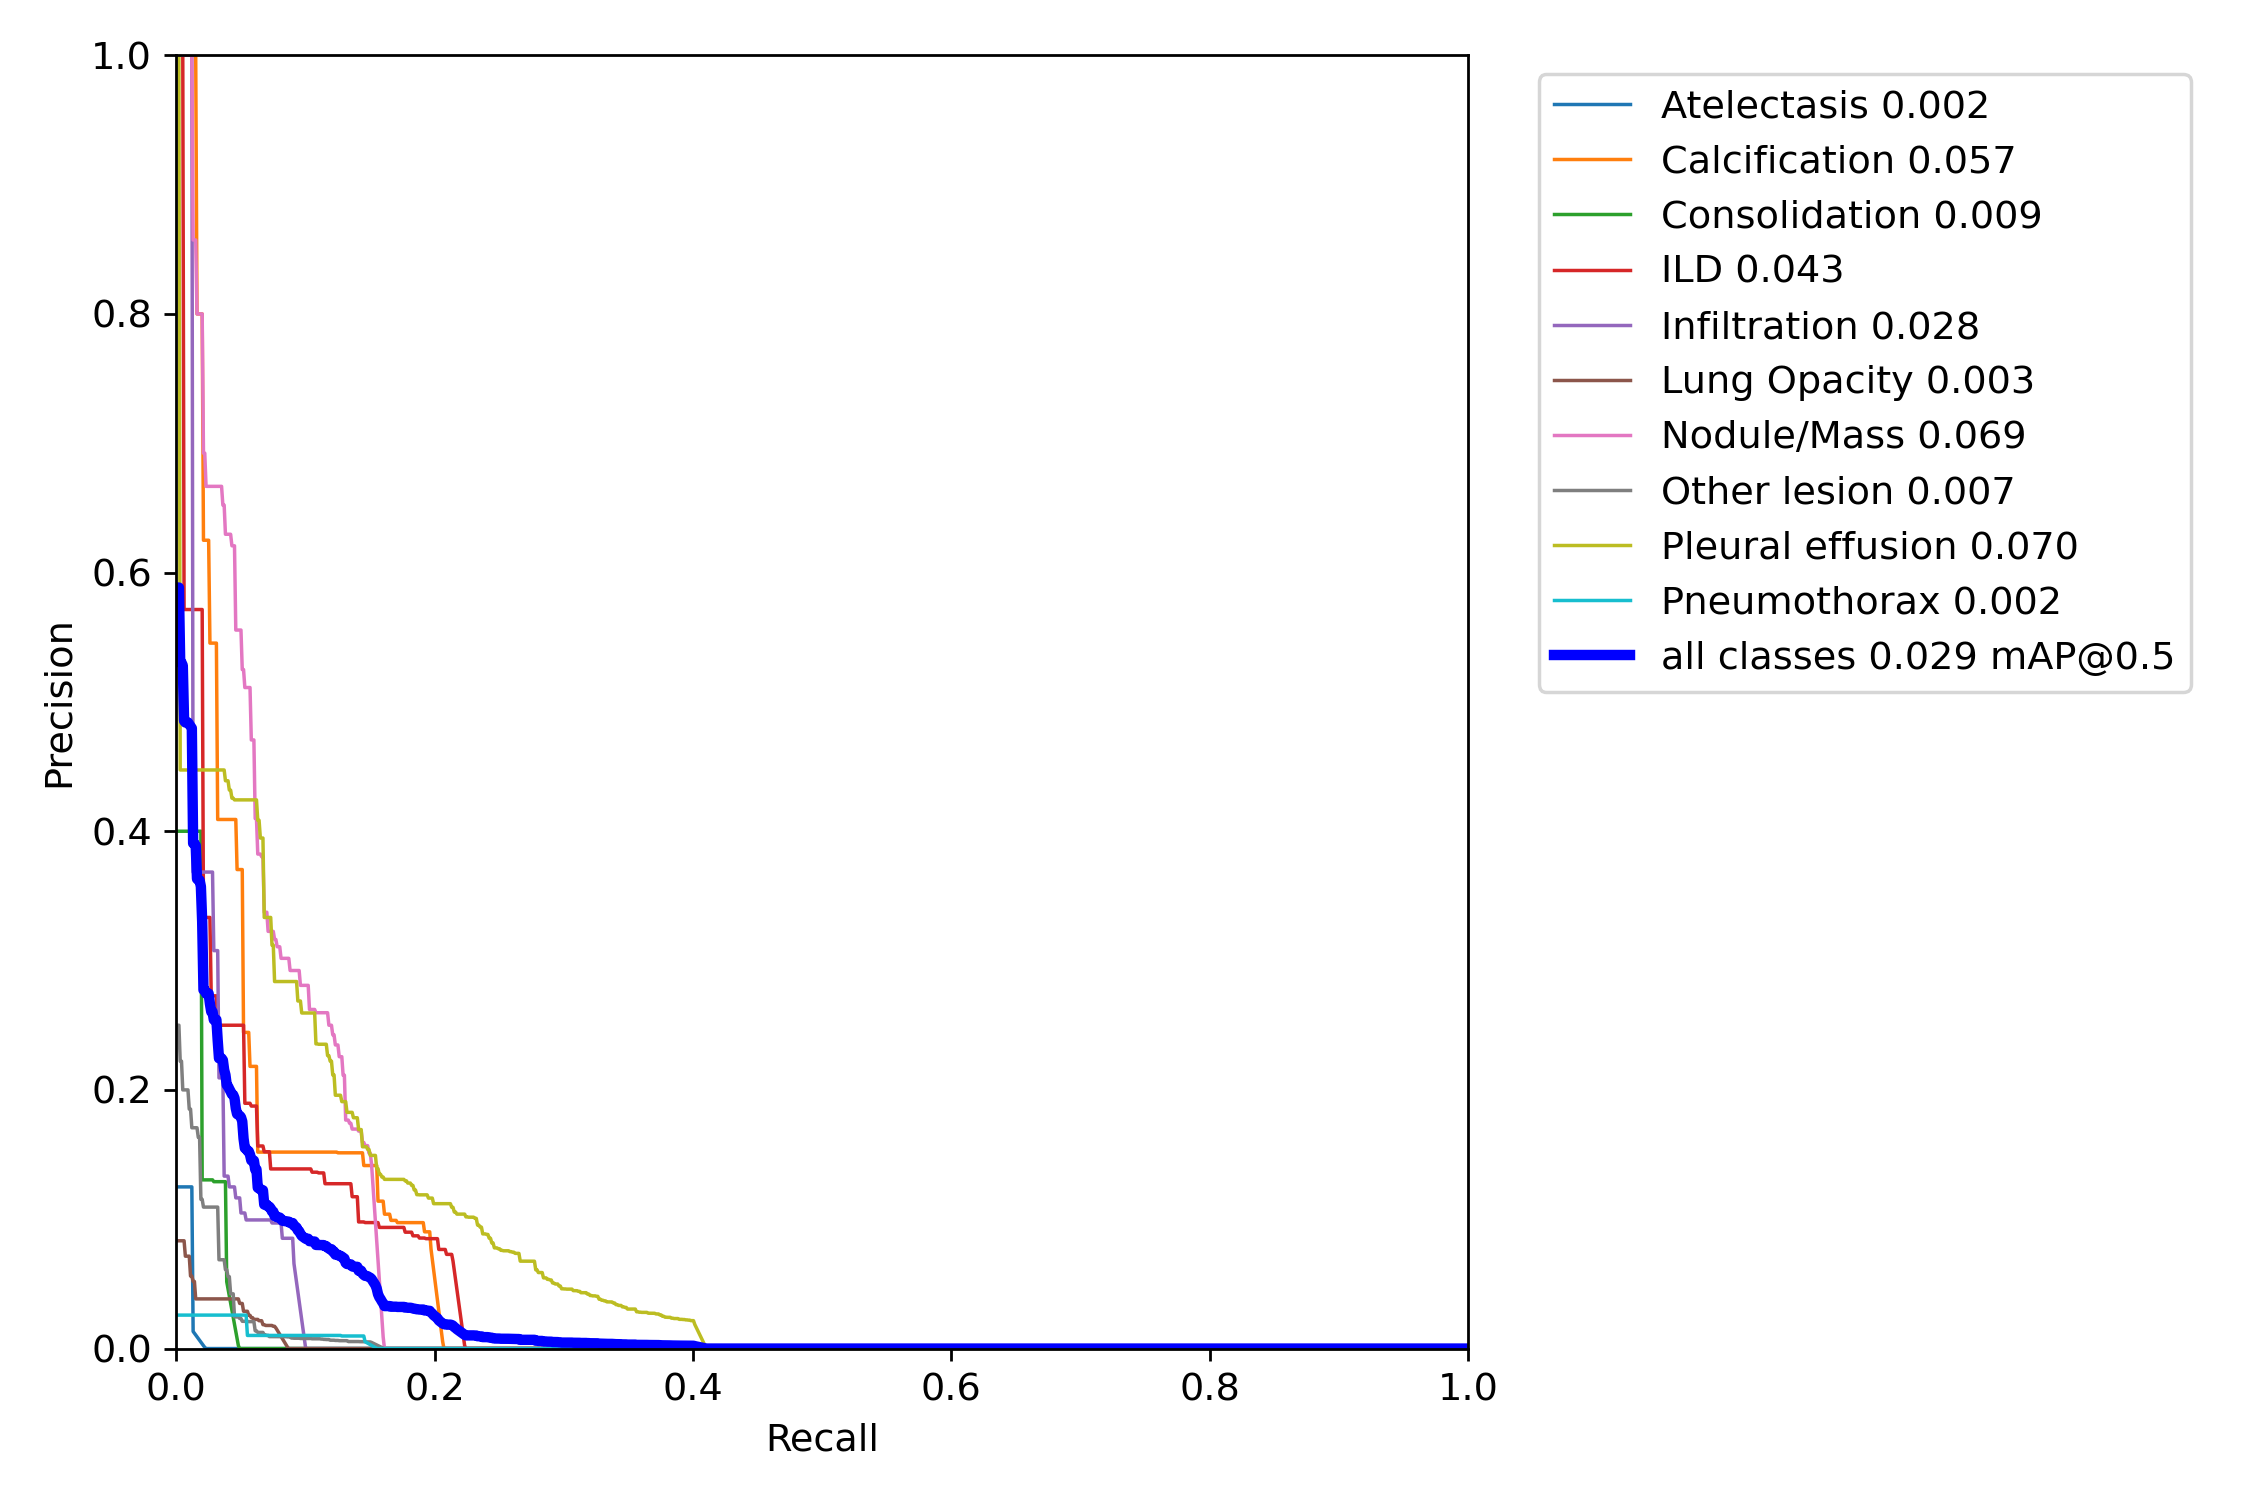 1.0
0.8
0.6
0.4
0.2
0.0
Precision
0.0 0.2 0.4 0.6 0.8 1.0
Recall
Atelectasis 0.002
Calcification 0.057
Consolidation 0.009
ILD 0.043
Infiltration 0.028
Lung Opacity 0.003
Nodule/Mass 0.069
Other lesion 0.007
Pleural effusion 0.070
Pneumothorax 0.002
all classes 0.029 mAP@0.5